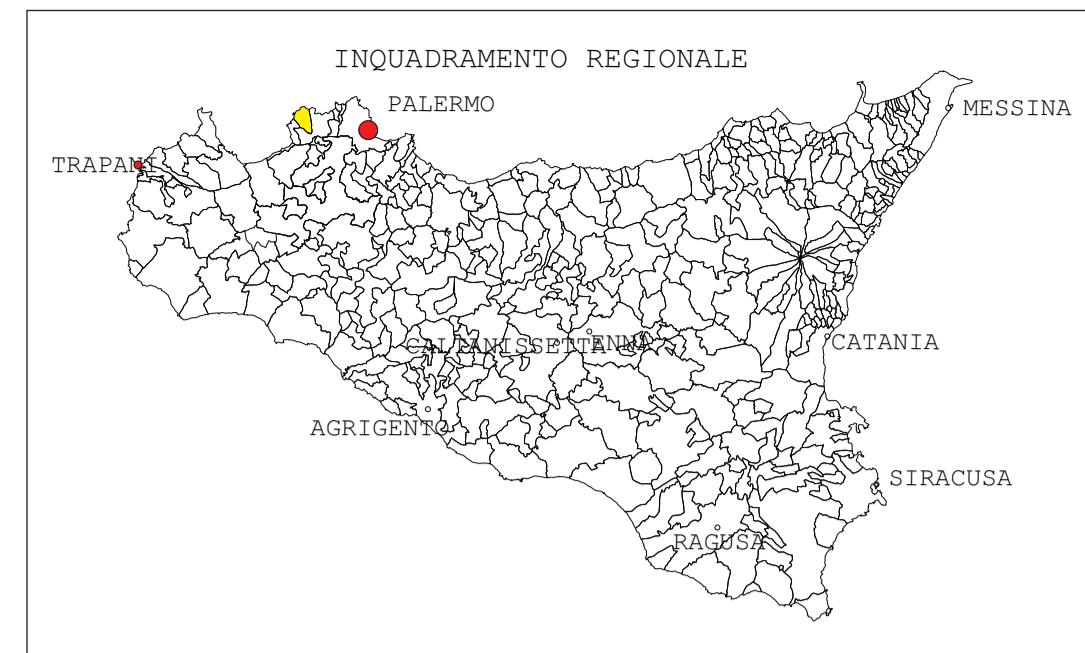 INQUADRAMENTO REGIONALE
PALERMO
MESSINA
TRAPANI
CALTANISSETTA
ENNA
CATANIA
AGRIGENTO
SIRACUSA
RAGUSA